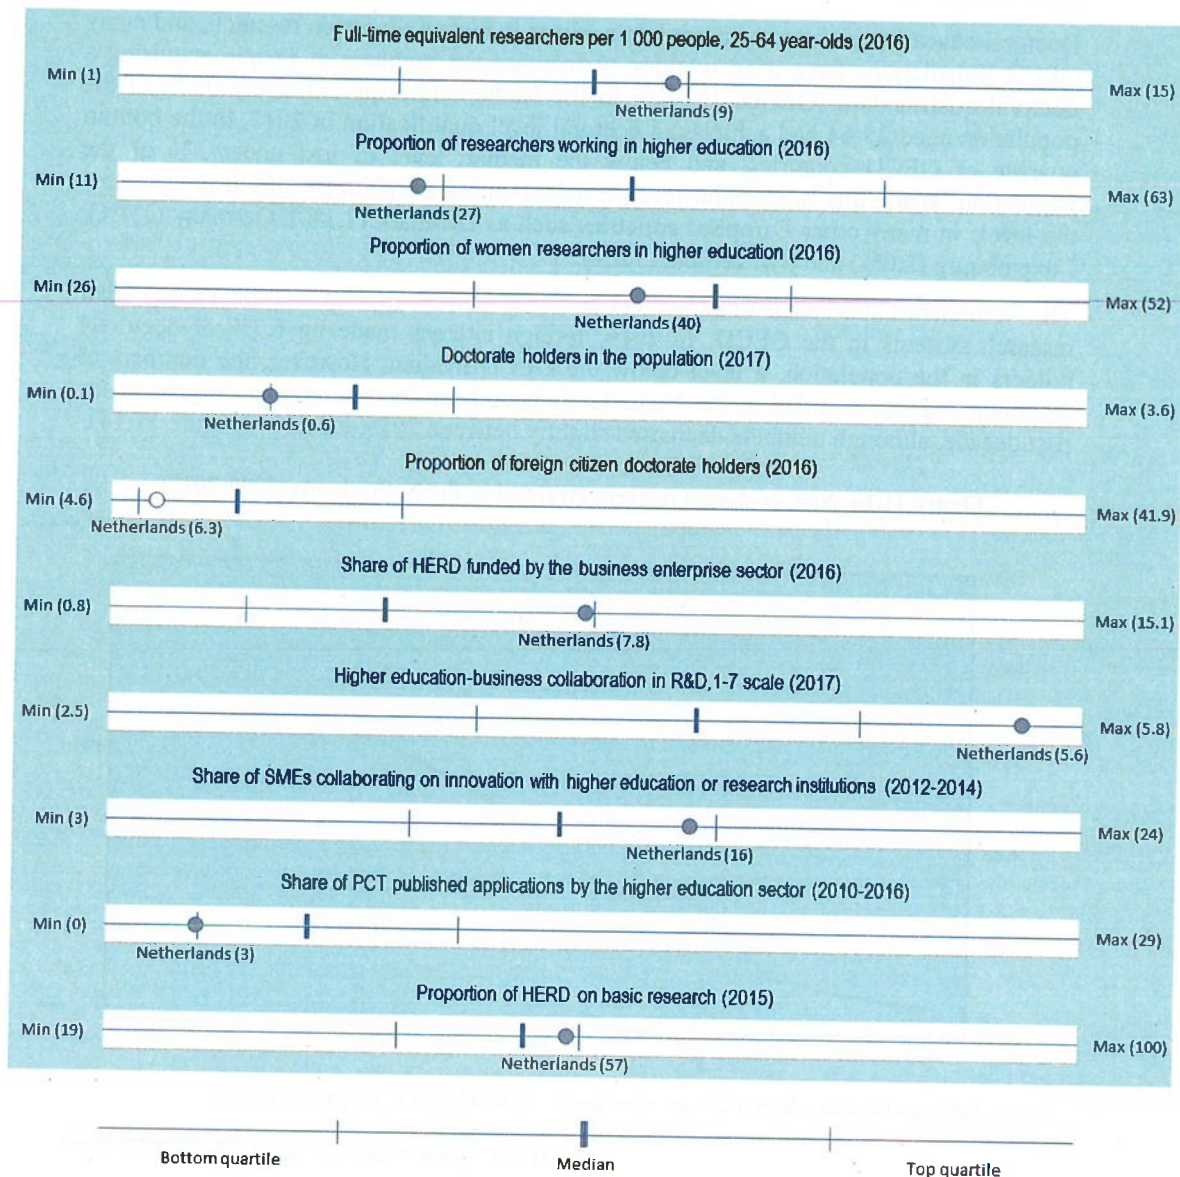 Full-time equivalent researchers per 1 000 people, 25-64 year-olds (2016)
Min (1)
Max (15)
Netherlands (9)
Proportion of researchers working in higher education (2016)
Min (11)
Max (63)
Netherlands (27)
Proportion of women researchers in higher education (2016)
Min (26)
Max (52)
Netherlands (40)
Doctorate holders in the population (2017)
Min (0.1)
Max (3.6)
Netherlands (0.6)
Proportion of foreign citizen doctorate holders (2016)
Min (4.6)
Max (41.9)
Netherlands (6.3)
Share of HERD funded by the business enterprise sector (2016)
Min (0.8)
Max (15.1)
Netherlands (7.8)
Higher education-business collaboration in R&D,1-7 scale (2017)
Min (2.5)
Max (5.8)
Netherlands (5.6)
Share of SMEs collaborating on innovation with higher education or research institutions (2012-2014)
Min (3)
Max (24)
Netherlands (16)
Share of PCT published applications by the higher education sector (2010-2016)
Min (0)
Max (29)
Netherlands (3)
Proportion of HERD on basic research (2015)
Min (19)
Max (100)
Netherlands (57)
Bottom quartile
Median
Top quartile